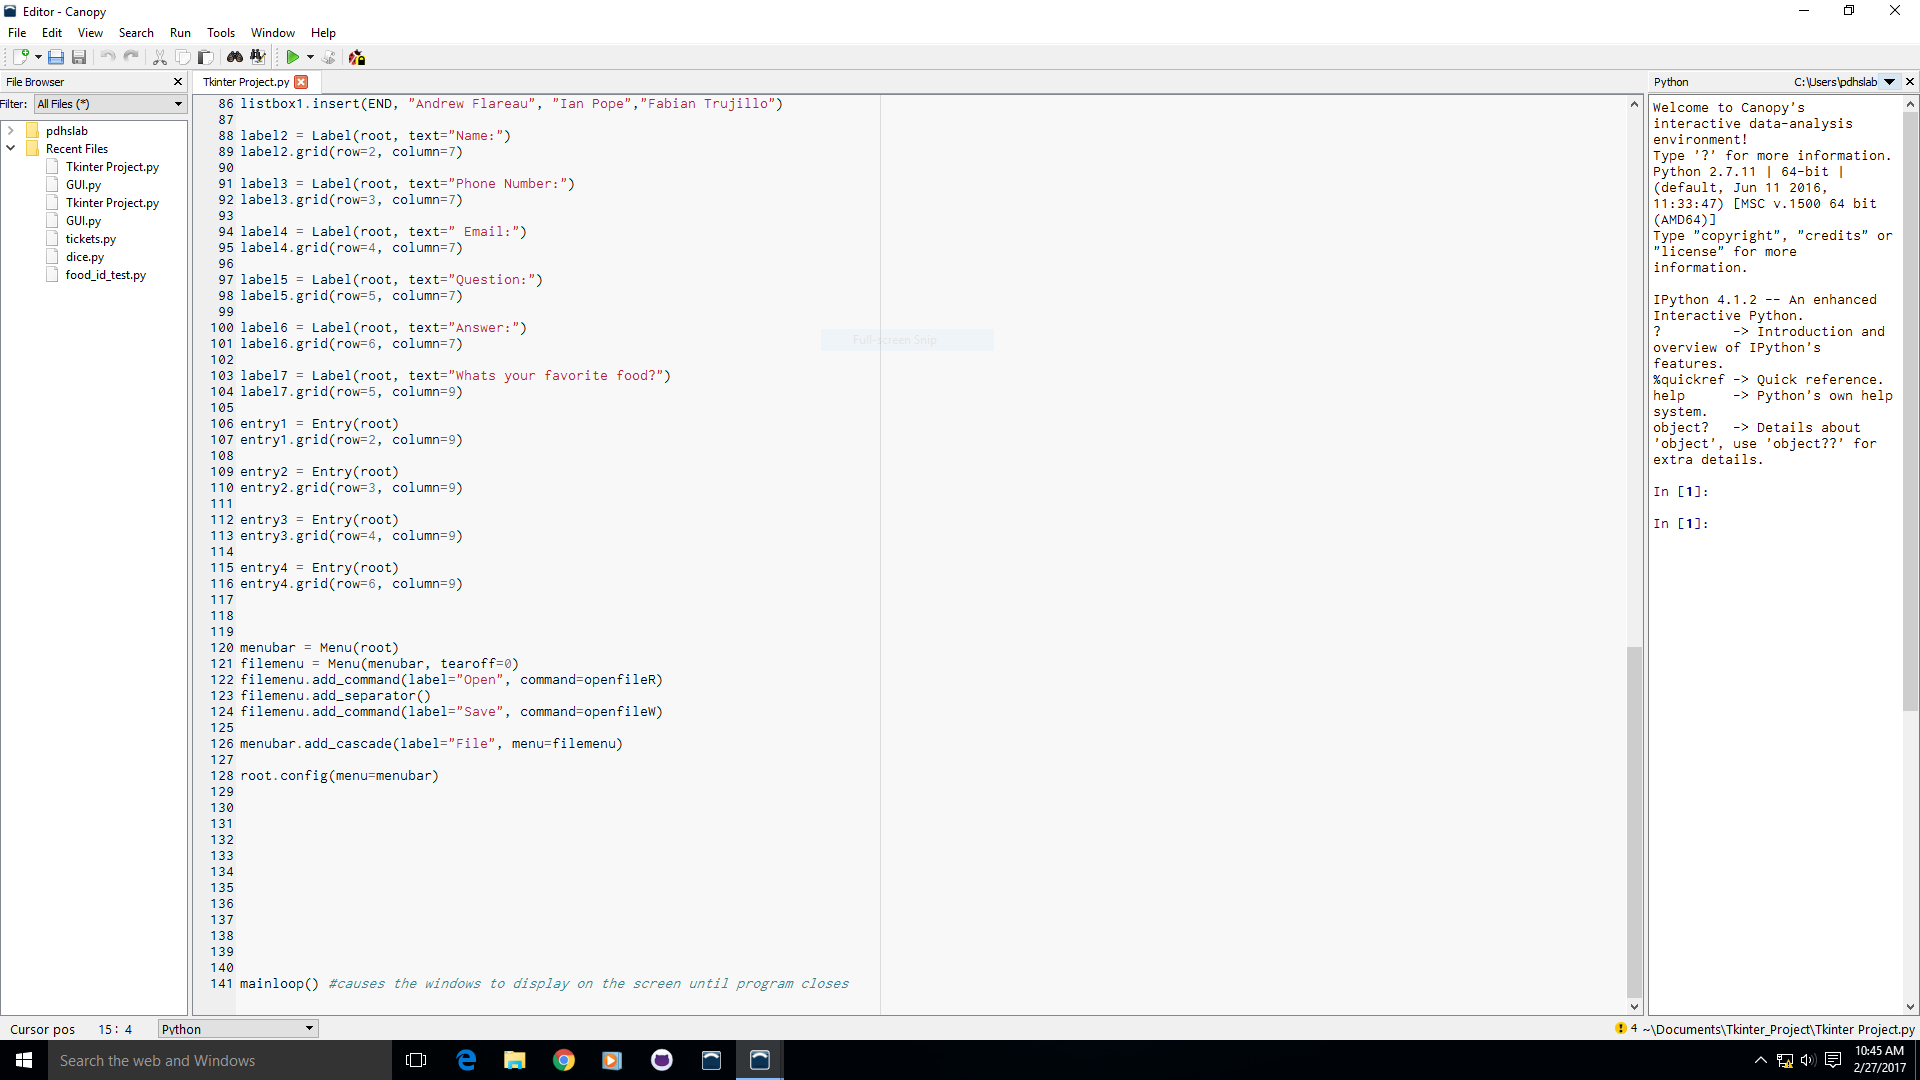 Editor - Canopy
File Edit View Search Run Tools Window Help
File Browser
Filter: All Files (*)
pdhslab
Recent Files
Tkinter Project.py
GUI.py
Tkinter Project.py
GUI.py
tickets.py
dice.py
food_id_test.py
Tkinter Project.py
86 listbox1.insert(END, "Andrew Flareau", "Ian Pope","Fabian Trujillo")
87
88 label2 = Label(root, text="Name:")
89 label2.grid(row=2, column=7)
90
91 label3 = Label(root, text="Phone Number:")
92 label3.grid(row=3, column=7)
93
94 label4 = Label(root, text=" Email:")
95 label4.grid(row=4, column=7)
96
97 label5 = Label(root, text="Question:")
98 label5.grid(row=5, column=7)
99
100 label6 = Label(root, text="Answer:")
101 label6.grid(row=6, column=7)
102
103 label7 = Label(root, text="Whats your favorite food?")
104 label7.grid(row=5, column=9)
105
106 entry1 = Entry(root)
107 entry1.grid(row=2, column=9)
108
109 entry2 = Entry(root)
110 entry2.grid(row=3, column=9)
111
112 entry3 = Entry(root)
113 entry3.grid(row=4, column=9)
114
115 entry4 = Entry(root)
116 entry4.grid(row=6, column=9)
117
118
119
120 menubar = Menu(root)
121 filemenu = Menu(menubar, tearoff=0)
122 filemenu.add_command(label="Open", command=openfileR)
123 filemenu.add_separator()
124 filemenu.add_command(label="Save", command=openfileW)
125
126 menubar.add_cascade(label="File", menu=filemenu)
127
128 root.config(menu=menubar)
129
130
131
132
133
134
135
136
137
138
139
140
141 mainloop() #causes the windows to display on the screen until program closes
Full-screen Snip
Python C:\Users\pdhslab
Welcome to Canopy's
interactive data-analysis
environment!
Type '?' for more information.
Python 2.7.11 | 64-bit |
(default, Jun 11 2016,
11:33:47) [MSC v.1500 64 bit
(AMD64)]
Type "copyright", "credits" or
"license" for more
information.
IPython 4.1.2 -- An enhanced
Interactive Python.
? -> Introduction and
overview of IPython's
features.
%quickref -> Quick reference.
help -> Python's own help
system.
object? -> Details about
'object', use 'object??' for
extra details.
In [1]:
In [1]:
Cursor pos 15: 4 Python
4 ~\Documents\Tkinter_Project\Tkinter Project.py
Search the web and Windows
10:45 AM
2/27/2017